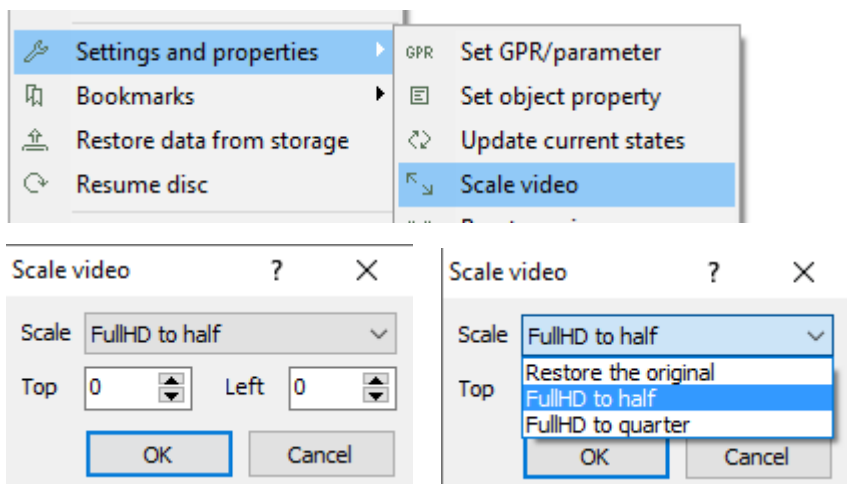 Settings and properties
Bookmarks
Restore data from storage
Resume disc
GPR Set GPR/parameter
Set object property
Update current states
Scale video
Scale video ?
Scale FullHD to half
Top 0 Left 0
OK Cancel
Scale video ?
Scale FullHD to half
Restore the original
Top FullHD to half
FullHD to quarter
OK Cancel